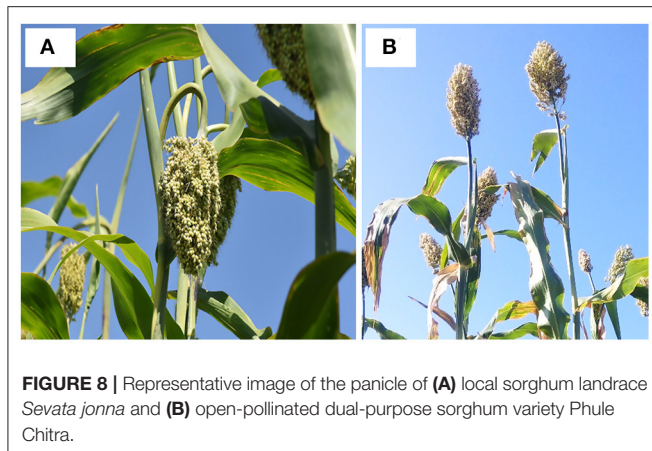 A
B
FIGURE 8 | Representative image of the panicle of (A) local sorghum landrace
Sevata jonna and (B) open-pollinated dual-purpose sorghum variety Phule
Chitra.